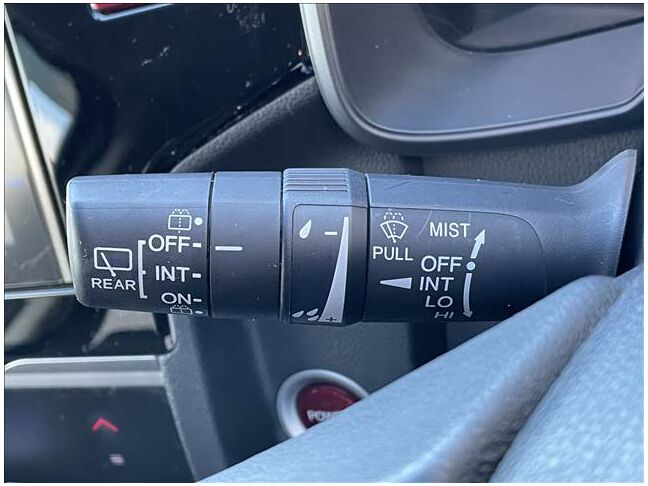 OFF
INT
REAR
ON
MIST
PULL
OFF
INT
LO
HI